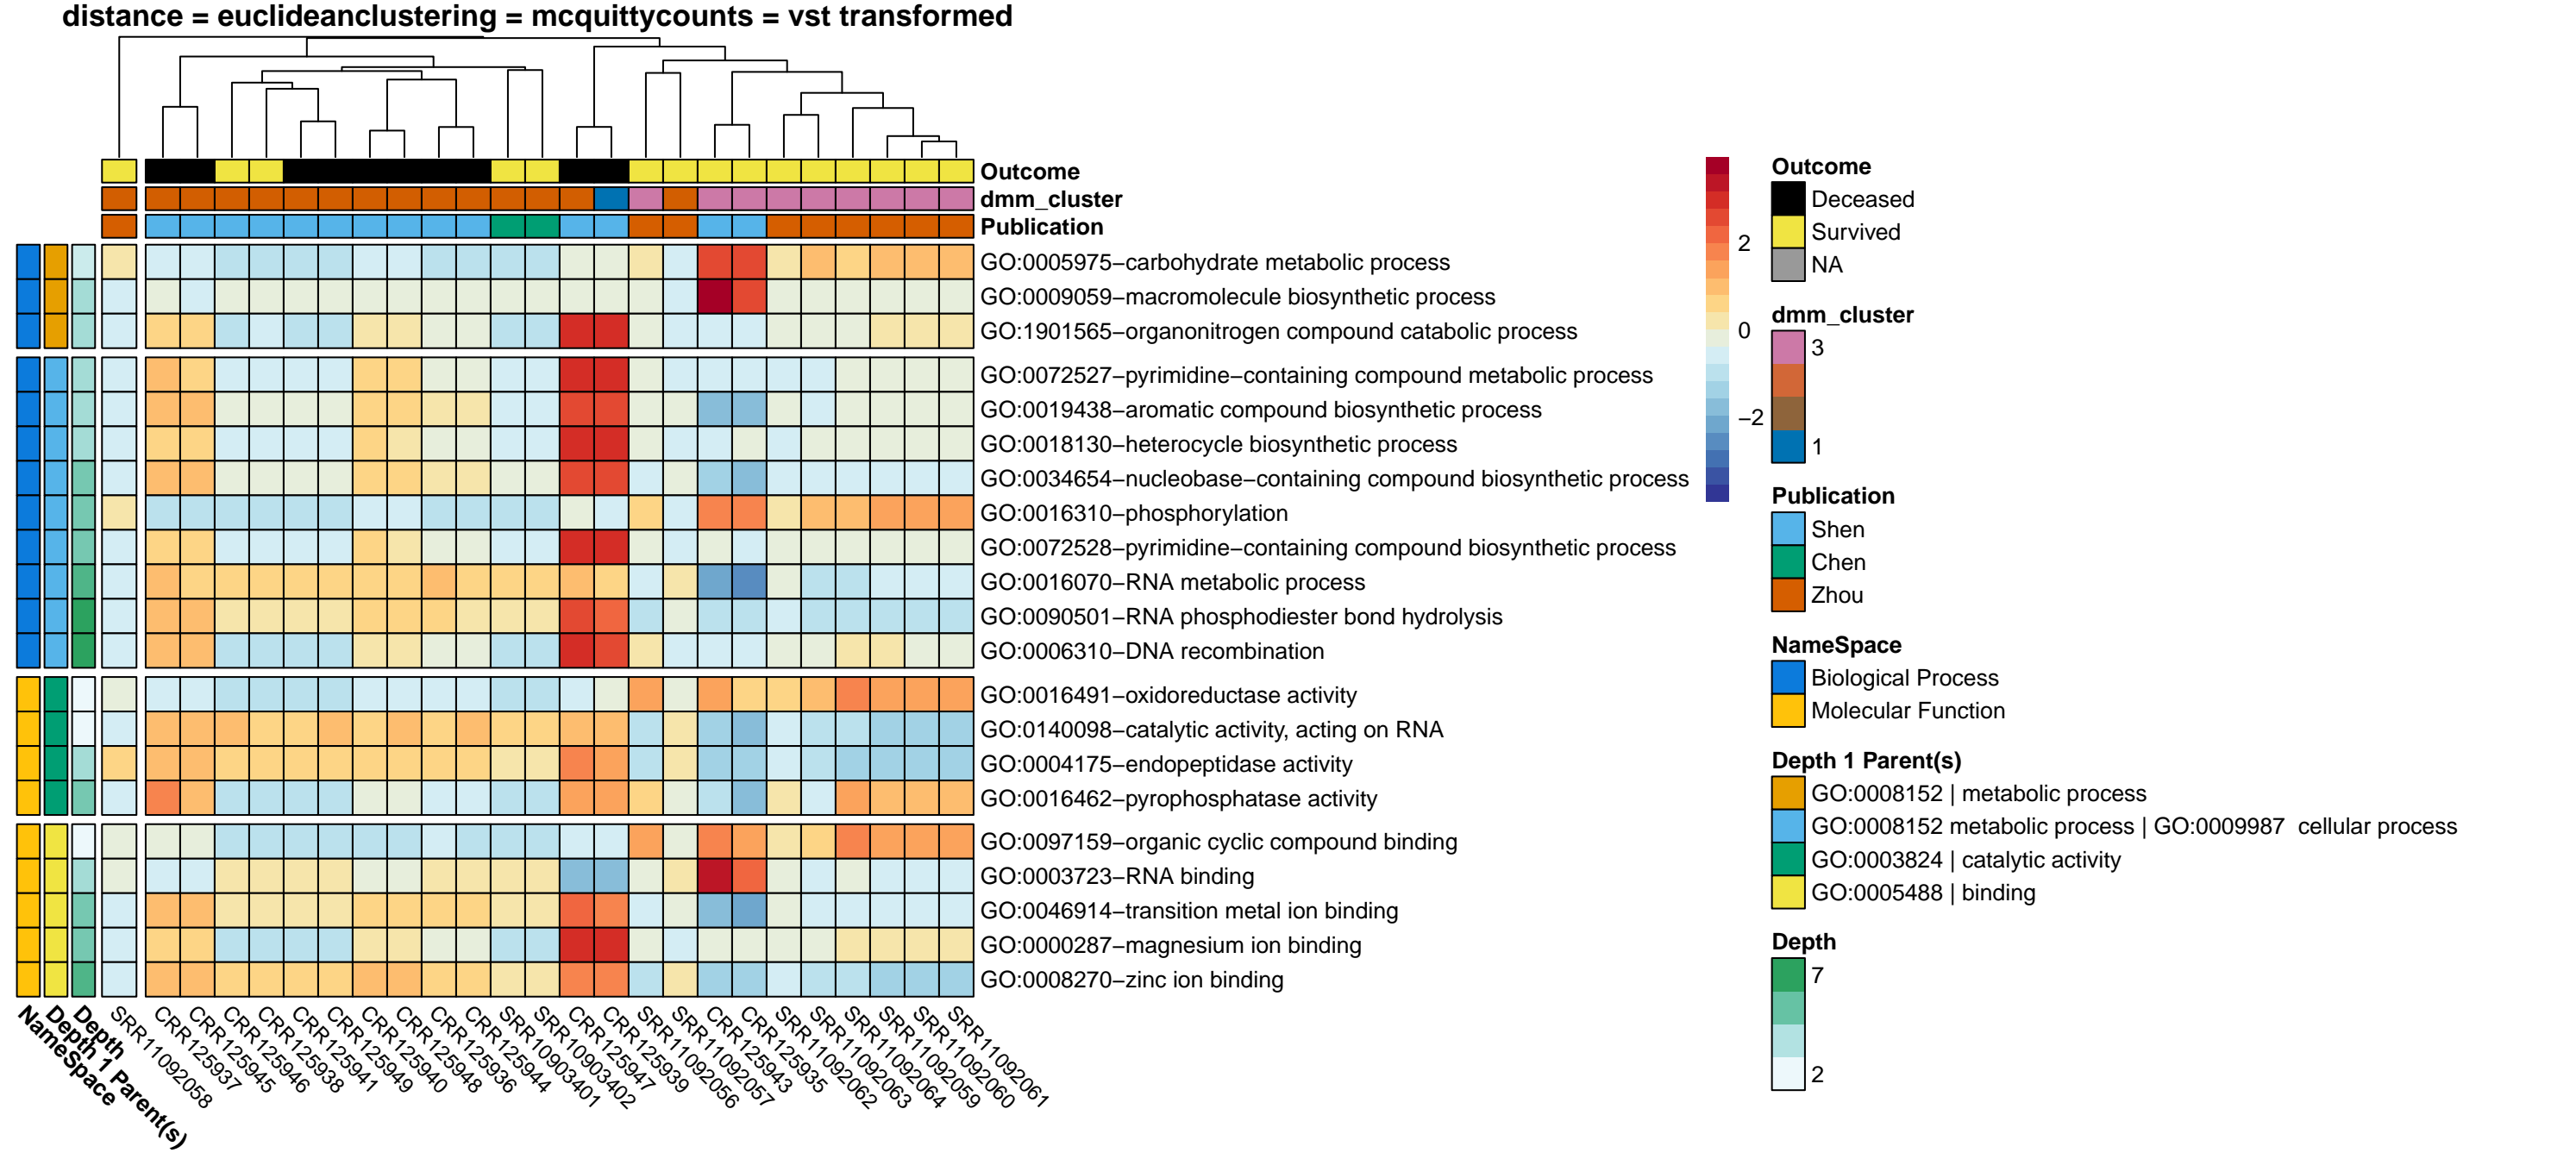 distance = euclideanclustering = mcquittycounts = vst transformed
Outcome
dmm_cluster
Publication
GO:0005975−carbohydrate metabolic process
GO:0009059−macromolecule biosynthetic process
GO:1901565−organonitrogen compound catabolic process
GO:0072527−pyrimidine−containing compound metabolic process
GO:0019438−aromatic compound biosynthetic process
GO:0018130−heterocycle biosynthetic process
GO:0034654−nucleobase−containing compound biosynthetic process
GO:0016310−phosphorylation
GO:0072528−pyrimidine−containing compound biosynthetic process
GO:0016070−RNA metabolic process
GO:0090501−RNA phosphodiester bond hydrolysis
GO:0006310−DNA recombination
GO:0016491−oxidoreductase activity
GO:0140098−catalytic activity, acting on RNA
GO:0004175−endopeptidase activity
GO:0016462−pyrophosphatase activity
GO:0097159−organic cyclic compound binding
GO:0003723−RNA binding
GO:0046914−transition metal ion binding
GO:0000287−magnesium ion binding
GO:0008270−zinc ion binding
NameSpace
Depth 1 Parent(s)
Depth
SRR11092058
CRR125937
CRR125945
CRR125946
CRR125938
CRR125941
CRR125949
CRR125940
CRR125948
CRR125936
CRR125944
SRR10903401
SRR10903402
CRR125947
CRR125939
SRR11092056
SRR11092057
CRR125943
CRR125935
SRR11092062
SRR11092063
SRR11092064
SRR11092059
SRR11092060
SRR11092061
2
0
−2
Outcome
Deceased
Survived
NA
dmm_cluster
3
1
Publication
Shen
Chen
Zhou
NameSpace
Biological Process
Molecular Function
Depth 1 Parent(s)
GO:0008152 | metabolic process
GO:0008152 metabolic process | GO:0009987  cellular process
GO:0003824 | catalytic activity
GO:0005488 | binding
Depth
7
2